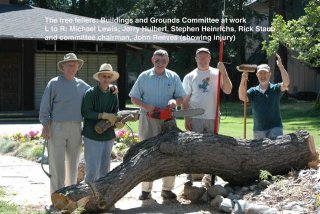 The tree fellers: Buildings and Grounds Committee at work
L to R: Michael Lewis, Jerry Hulbert, Stephen Heinrichs, Rick Staub
and committee chairman, John Reeves (showing injury)